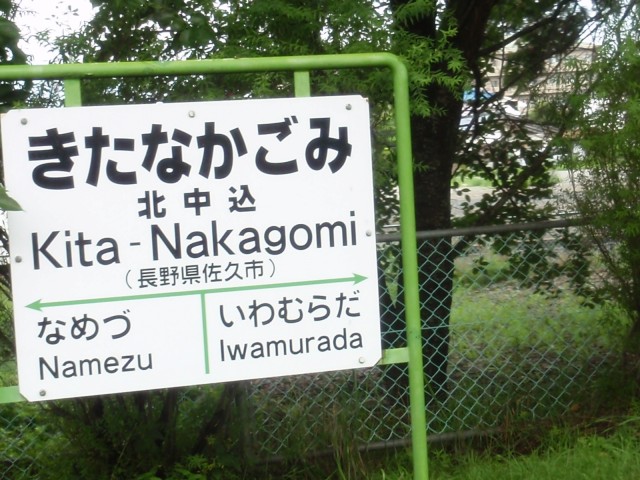 きたなかごみ
北中込
Kita-Nakagomi
(長野県佐久市)
なめづ いわむらだ
Namezu Iwamurada